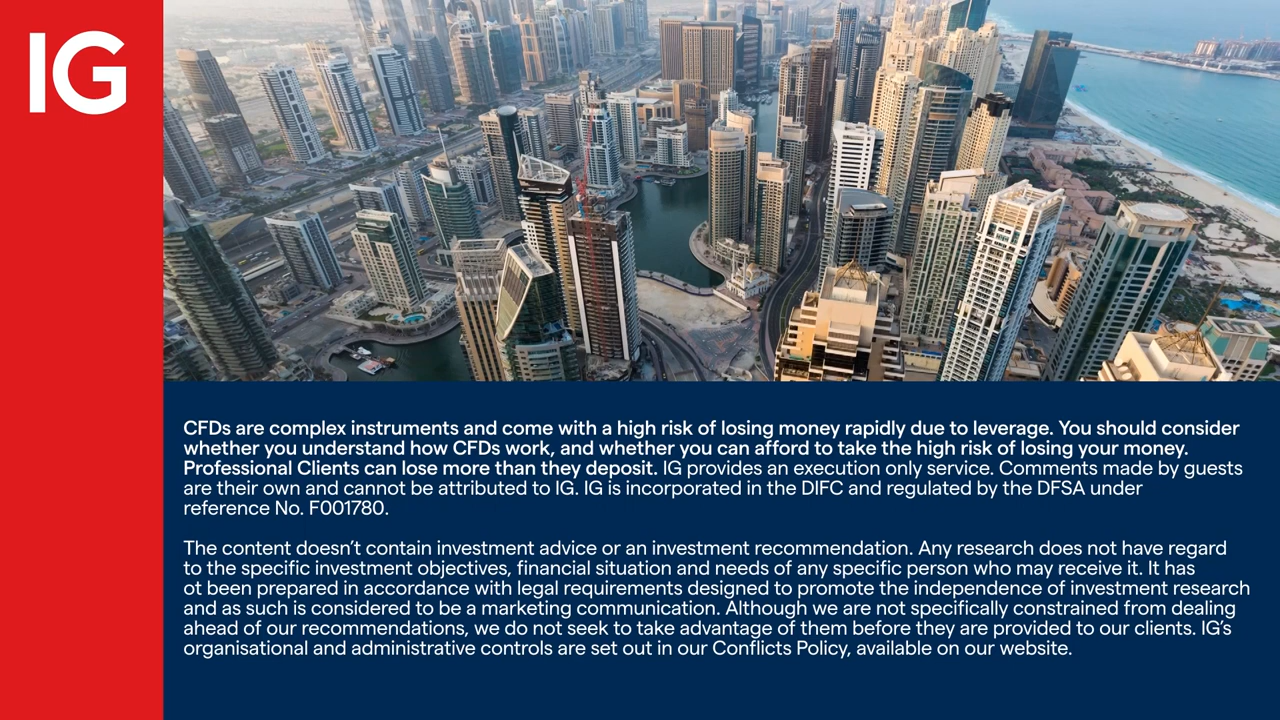 IG
CFDs are complex instruments and come with a high risk of losing money rapidly due to leverage. You should consider
whether you understand how CFDs work, and whether you can afford to take the high risk of losing your money.
Professional Clients can lose more than they deposit. IG provides an execution only service. Comments made by guests
are their own and cannot be attributed to IG. IG is incorporated in the DIFC and regulated by the DFSA under
reference No. F001780.
The content doesn’t contain investment advice or an investment recommendation. Any research does not have regard
to the specific investment objectives, financial situation and needs of any specific person who may receive it. It has
ot been prepared in accordance with legal requirements designed to promote the independence of investment research
and as such is considered to be a marketing communication. Although we are not specifically constrained from dealing
ahead of our recommendations, we do not seek to take advantage of them before they are provided to our clients. IG’s
organisational and administrative controls are set out in our Conflicts Policy, available on our website.